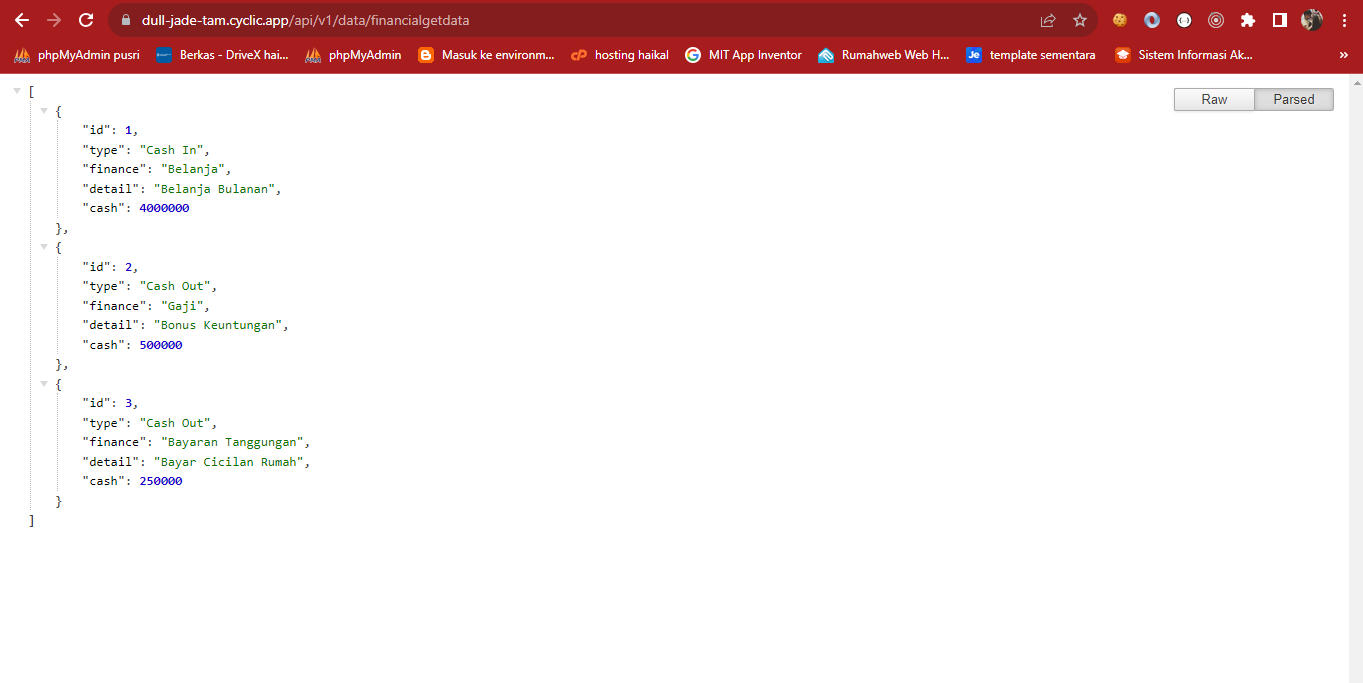 dull-jade-tam.cyclic.app/api/v1/data/financialgetdata
phpMyAdmin pusri Berkas - DriveX hai... phpMyAdmin Masuk ke environm... cP hosting haikal G MIT App Inventor Rumahweb Web H... Je template sementara Sistem Informasi Ak... »
Raw Parsed
[
{
"id": 1,
"type": "Cash In",
"finance": "Belanja",
"detail": "Belanja Bulanan",
"cash": 4000000
},
{
"id": 2,
"type": "Cash Out",
"finance": "Gaji",
"detail": "Bonus Keuntungan",
"cash": 500000
},
{
"id": 3,
"type": "Cash Out",
"finance": "Bayaran Tanggungan",
"detail": "Bayar Cicilan Rumah",
"cash": 250000
}
]